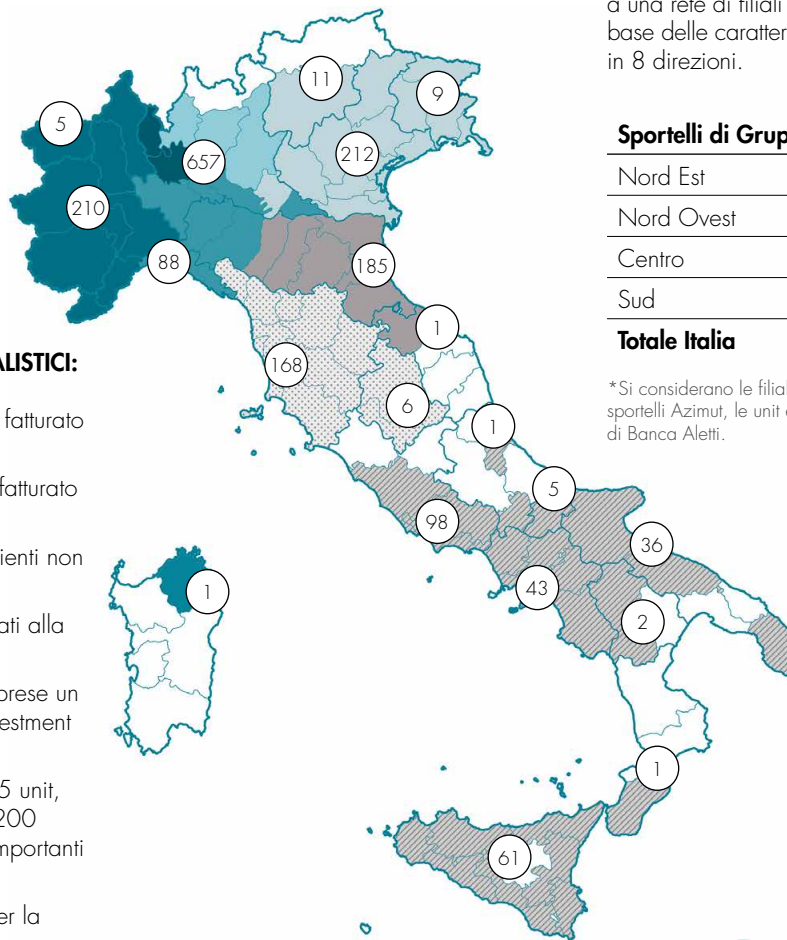 a una rete di filiali
base delle caratter
in 8 direzioni.
Sportelli di Grup
Nord Est
Nord Ovest
Centro
Sud
Totale Italia
*Si considerano le filial
sportelli Azimut, le unit
di Banca Aletti.
ALISTICI:
fatturato
fatturato
ienti non
ati alla
prese un
estment
5 unit,
200
mportanti
er la
11
9
5
212
657
210
88
185
1
168
6
1
5
98
36
43
1
2
1
61